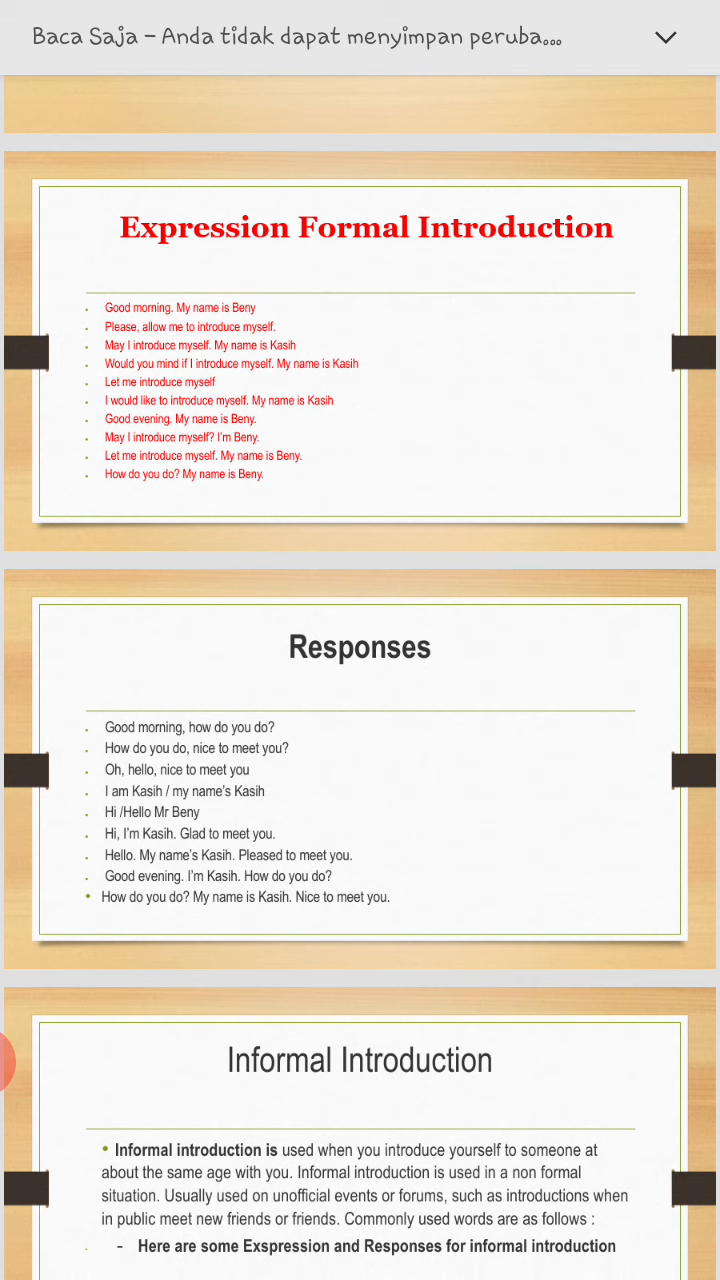 Baca Saja – Anda tidak dapat menyimpan peruba...
Expression Formal Introduction
Good morning. My name is Beny
Please, allow me to introduce myself.
May I introduce myself. My name is Kasih
Would you mind if I introduce myself. My name is Kasih
Let me introduce myself
I would like to introduce myself. My name is Kasih
Good evening. My name is Beny.
May I introduce myself? I'm Beny.
Let me introduce myself. My name is Beny.
How do you do? My name is Beny.
Responses
Good morning, how do you do?
How do you do, nice to meet you?
Oh, hello, nice to meet you
I am Kasih / my name's Kasih
Hi /Hello Mr Beny
Hi, I'm Kasih. Glad to meet you.
Hello. My name's Kasih. Pleased to meet you.
Good evening. I'm Kasih. How do you do?
How do you do? My name is Kasih. Nice to meet you.
Informal Introduction
Informal introduction is used when you introduce yourself to someone at
about the same age with you. Informal introduction is used in a non formal
situation. Usually used on unofficial events or forums, such as introductions when
in public meet new friends or friends. Commonly used words are as follows :
- Here are some Exspression and Responses for informal introduction